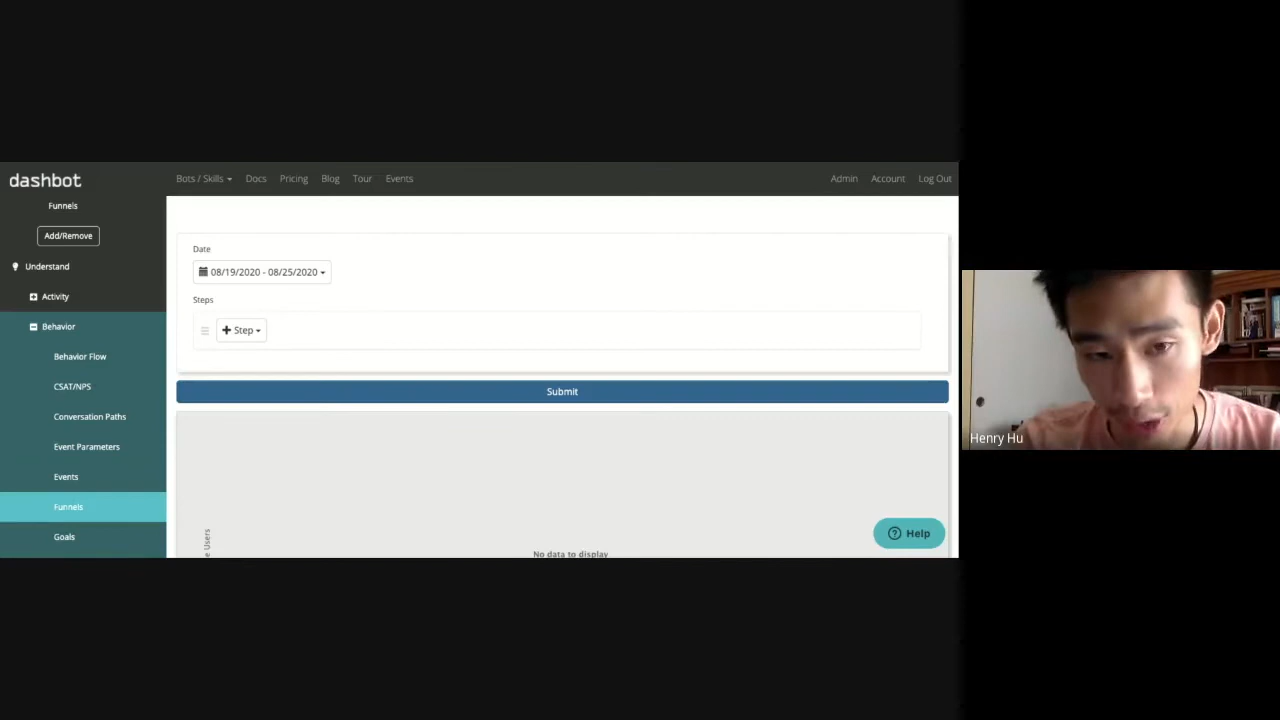 dashbot
Bots / Skills Docs Pricing Blog Tour Events
Admin Account Log Out
Funnels
Add/Remove
Understand
Activity
Behavior
Behavior Flow
CSAT/NPS
Conversation Paths
Event Parameters
Events
Funnels
Goals
Date
08/19/2020 - 08/25/2020
Steps
+ Step
Submit
Users
No data to display
Help
Henry Hu